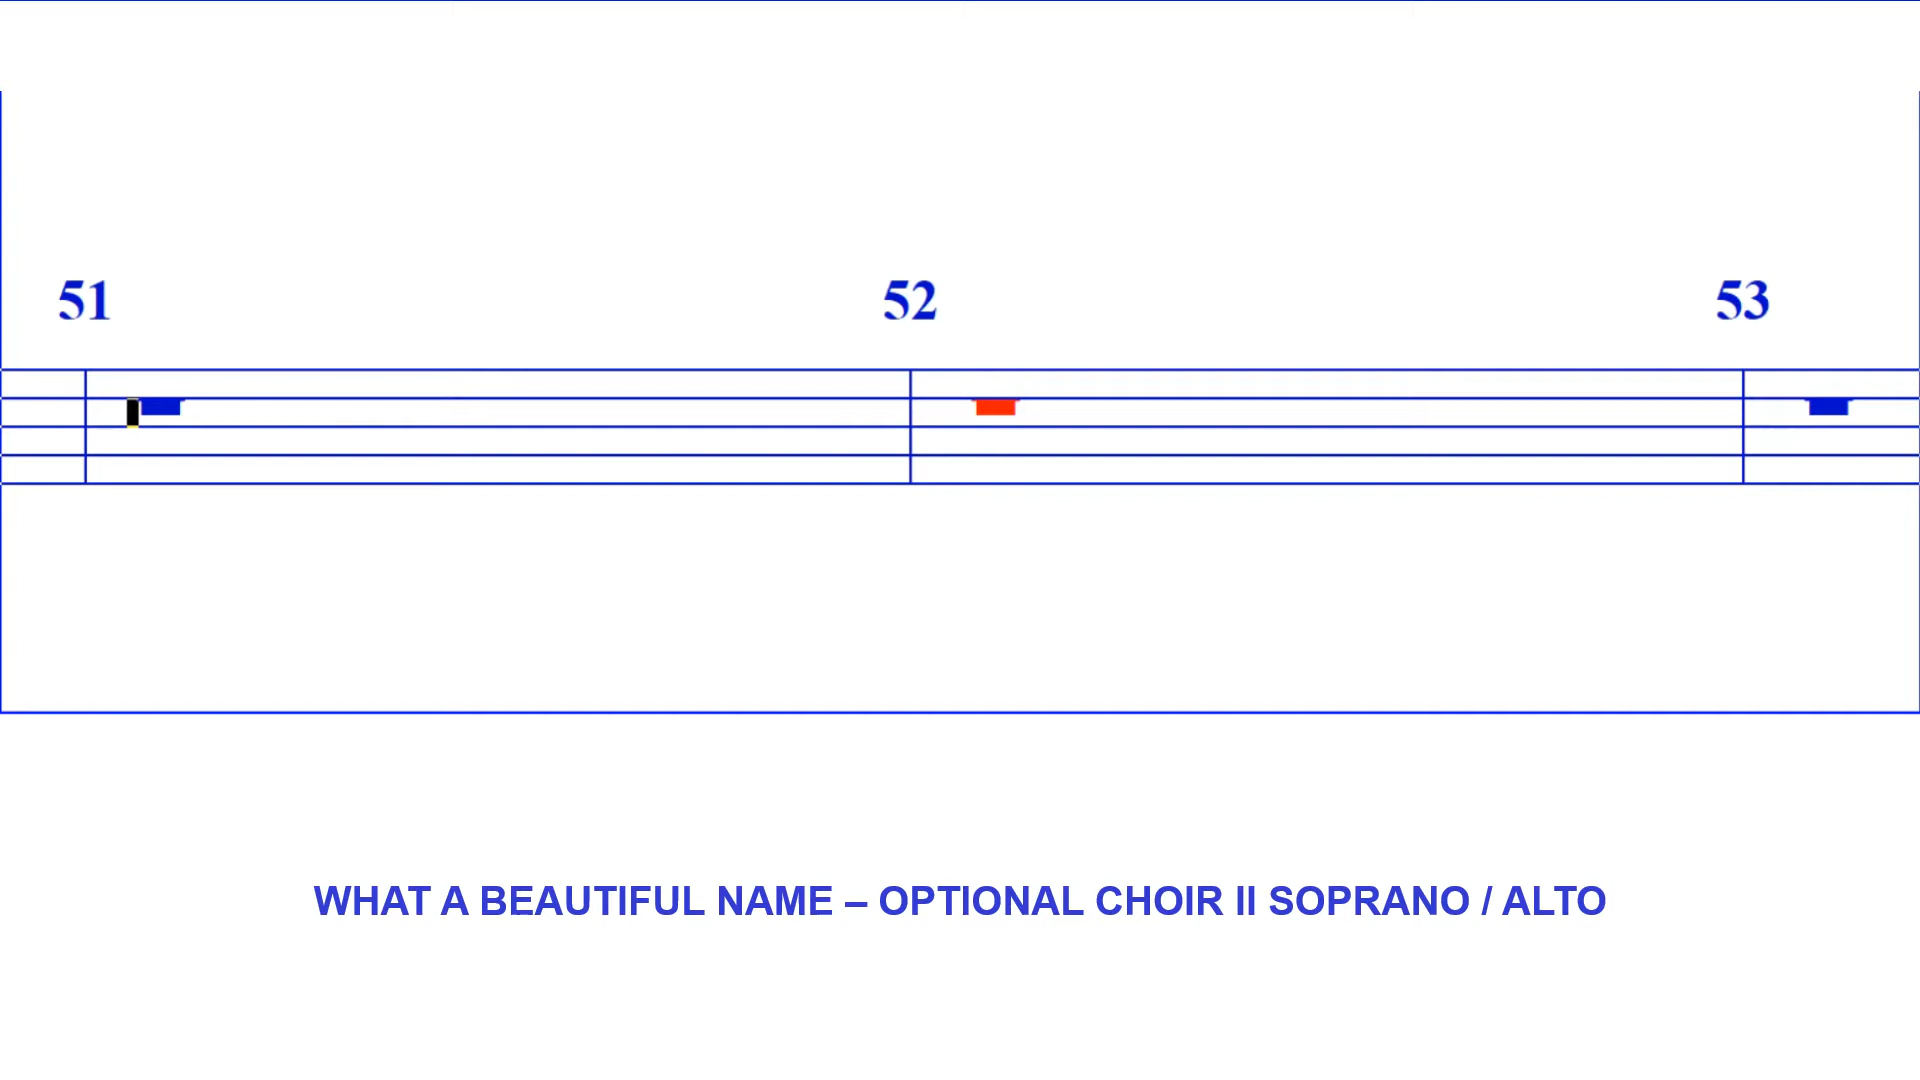 51 52 53
WHAT A BEAUTIFUL NAME – OPTIONAL CHOIR II SOPRANO / ALTO